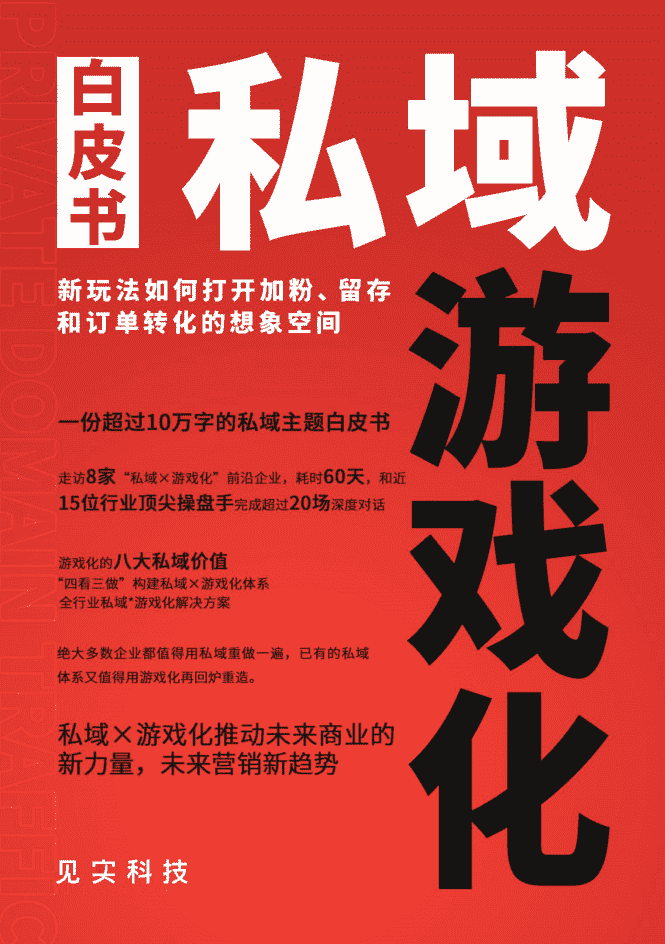 白皮书
私域
游戏化
新玩法如何打开加粉、留存
和订单转化的想象空间
一份超过10万字的私域主题白皮书
走访8家“私域×游戏化”前沿企业，耗时60天，和近
15位行业顶尖操盘手完成超过20场深度对话
游戏化的八大私域价值
“四看三做”构建私域×游戏化体系
全行业私域*游戏化解决方案
绝大多数企业都值得用私域重做一遍，已有的私域
体系又值得用游戏化再回炉重造。
私域×游戏化推动未来商业的
新力量，未来营销新趋势
见实科技
PRIVATE DOMAIN TRAFFIC